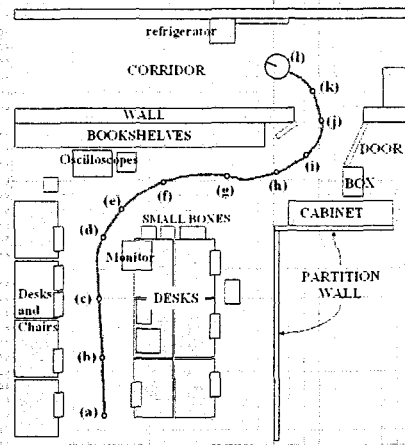 refrigerator
(l)
CORRIDOR
(k)
WALL
(j)
BOOKSHELVES
DOOR
Oscilloscopes
(i)
(h)
(g)
(f)
BOX
(e)
CABINET
SMALL BOXES
(d)
Monitor
PARTITION
WALL
Desks
and
Chairs
(c)
DESKS
(b)
(a)